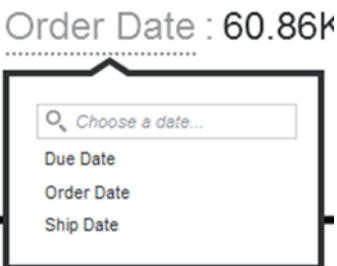 Order Date : 60.86K
Choose a date...
Due Date
Order Date
Ship Date